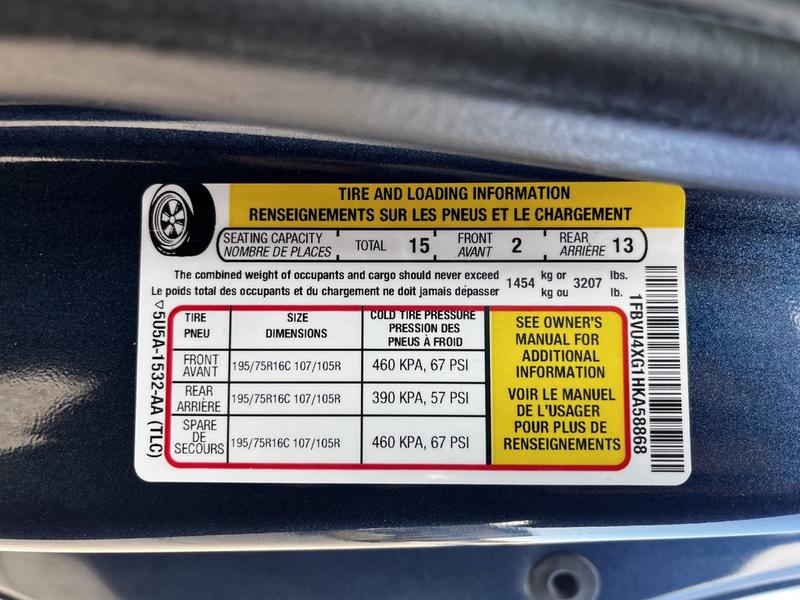 TIRE AND LOADING INFORMATION
RENSEIGNEMENTS SUR LES PNEUS ET LE CHARGEMENT
SEATING CAPACITY
NOMBRE DE PLACES
TOTAL 15
FRONT
AVANT
2
REAR
ARRIÈRE
13
The combined weight of occupants and cargo should never exceed
Le poids total des occupants et du chargement ne doit jamais dépasser
1454
kg or
kg ou
3207
lbs.
lb.
TIRE
PNEU
SIZE
DIMENSIONS
COLD TIRE PRESSURE
PRESSION DES
PNEUS À FROID
FRONT
AVANT
195/75R16C 107/105R
460 KPA, 67 PSI
REAR
ARRIÈRE
195/75R16C 107/105R
390 KPA, 57 PSI
SPARE
DE
SECOURS
195/75R16C 107/105R
460 KPA, 67 PSI
SEE OWNER'S
MANUAL FOR
ADDITIONAL
INFORMATION
VOIR LE MANUEL
DE L'USAGER
POUR PLUS DE
RENSEIGNEMENTS
5U5A-1532-AA (TLC)
1FBVU4XG1HKA58868